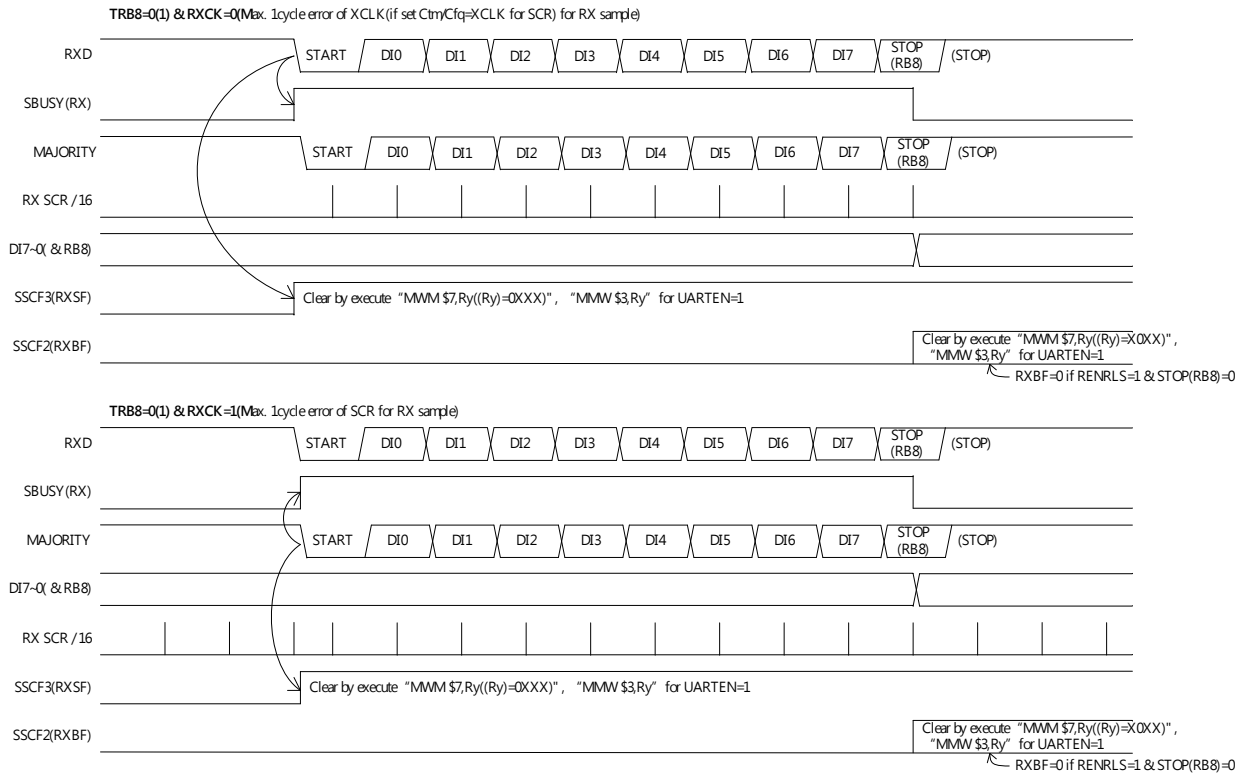 TRB8=0(1) & RXCK=0(Max. 1cycle error of XCLK(if set Ctm/Cfq=XCLK for SCR) for RX sample)
RXD START DI0 DI1 DI2 DI3 DI4 DI5 DI6 DI7 STOP (RB8) (STOP)
SBUSY(RX)
MAJORITY START DI0 DI1 DI2 DI3 DI4 DI5 DI6 DI7 STOP (RB8) (STOP)
RX SCR /16
DI7~0( & RB8)
SSCF3(RXSF) Clear by execute “MWM $7,Ry((Ry)=0XXX)", “MMW $3,Ry” for UARTEN=1
SSCF2(RXBF) Clear by execute “MWM $7,Ry((Ry)=X0XX)",
“MMW $3,Ry” for UARTEN=1
RXBF=0 if RENRLS=1 & STOP(RB8)=0
TRB8=0(1) & RXCK=1(Max. 1cycle error of SCR for RX sample)
RXD START DI0 DI1 DI2 DI3 DI4 DI5 DI6 DI7 STOP (RB8) (STOP)
SBUSY(RX)
MAJORITY START DI0 DI1 DI2 DI3 DI4 DI5 DI6 DI7 STOP (RB8) (STOP)
DI7~0( & RB8)
RX SCR /16
SSCF3(RXSF) Clear by execute “MWM $7,Ry((Ry)=0XXX)", “MMW $3,Ry” for UARTEN=1
SSCF2(RXBF) Clear by execute “MWM $7,Ry((Ry)=X0XX)",
“MMW $3,Ry” for UARTEN=1
RXBF=0 if RENRLS=1 & STOP(RB8)=0